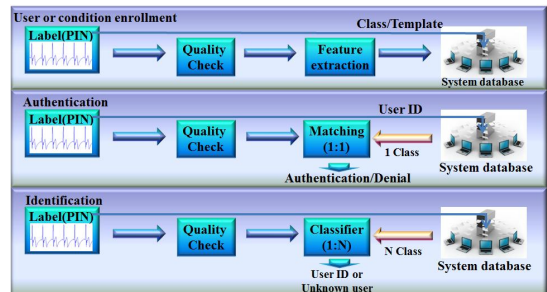 User or condition enrollment
Label(PIN)
Class/Template
Quality
Check
Feature
extraction
System database
Authentication
Label(PIN)
User ID
Quality
Check
Matching
(1:1)
1 Class
System database
Authentication/Denial
Identification
Label(PIN)
Quality
Check
Classifier
(1:N)
N Class
System database
User ID or
Unknown user